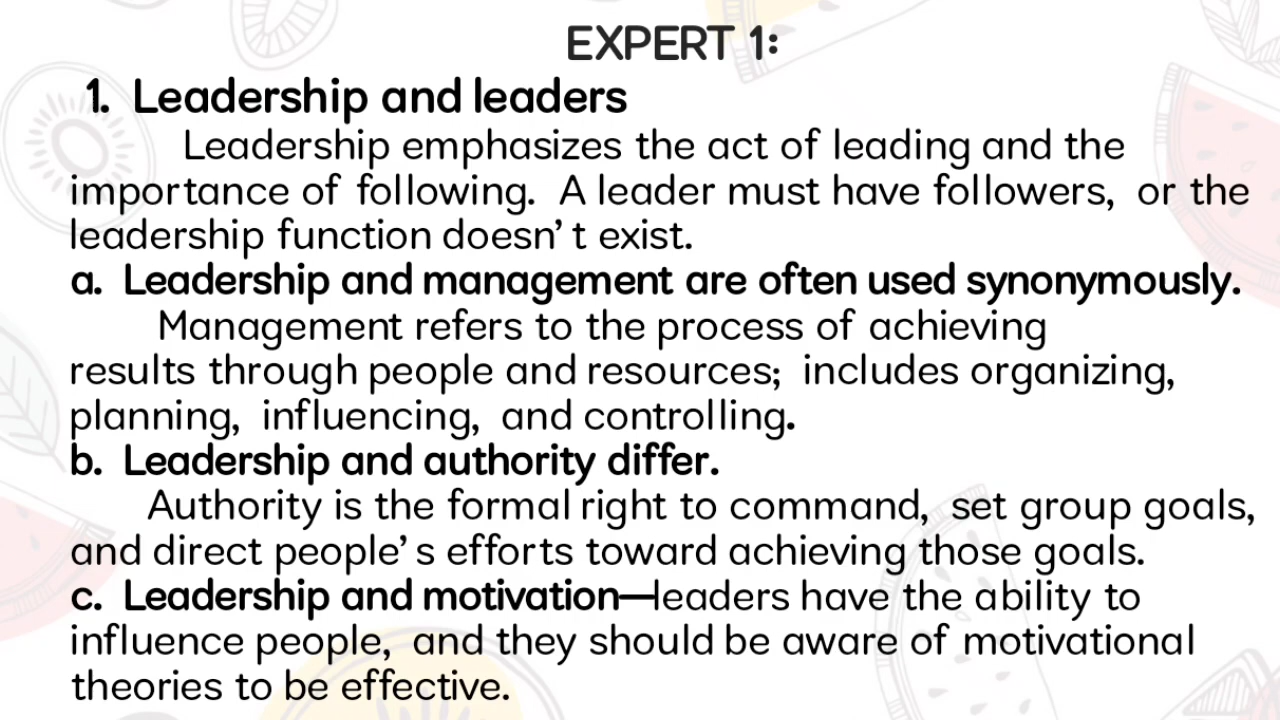 EXPERT 1:
1. Leadership and leaders
Leadership emphasizes the act of leading and the
importance of following. A leader must have followers, or the
leadership function doesn’t exist.
a. Leadership and management are often used synonymously.
Management refers to the process of achieving
results through people and resources; includes organizing,
planning, influencing, and controlling.
b. Leadership and authority differ.
Authority is the formal right to command, set group goals,
and direct people’s efforts toward achieving those goals.
c. Leadership and motivation—leaders have the ability to
influence people, and they should be aware of motivational
theories to be effective.